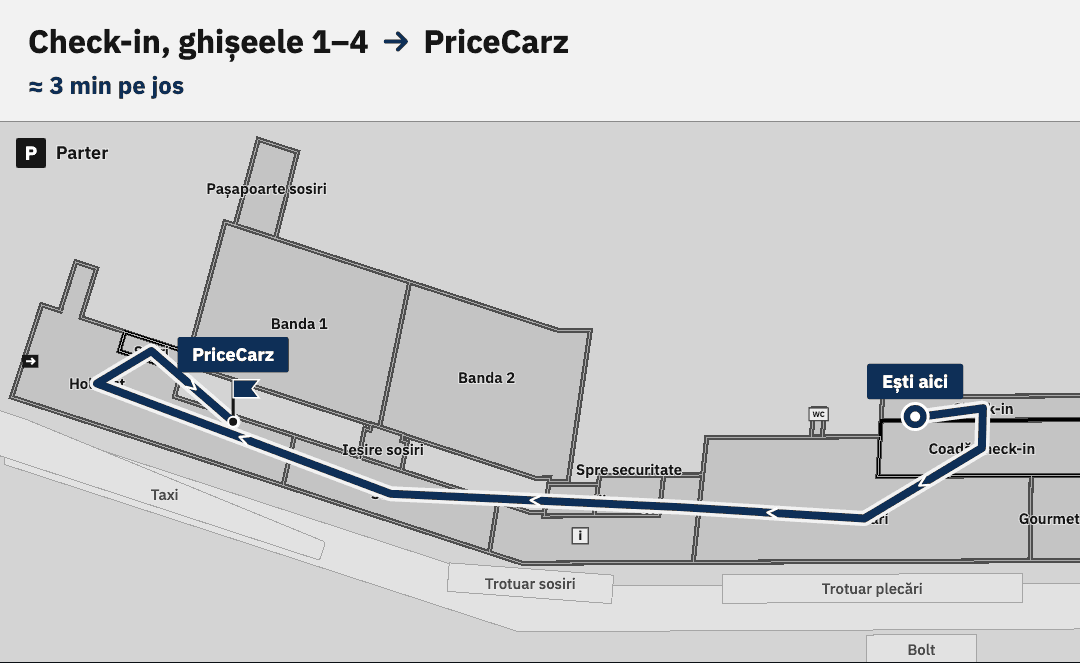 Check-in, ghișeele 1–4 → PriceCarz
≈ 3 min pe jos
P Parter
Pașapoarte sosiri
Banda 1
PriceCarz
Banda 2
Ești aici
wc
Ieșire sosiri
Spre securitate
i
Taxi
Trotuar sosiri
Trotuar plecări
Bolt